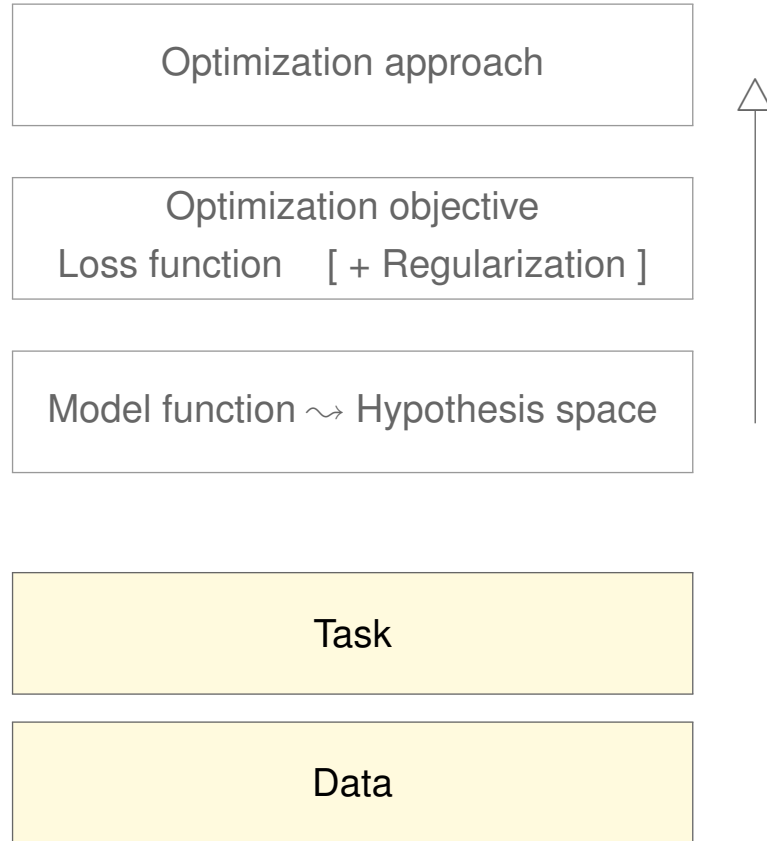 Optimization approach
Optimization objective
Loss function [ + Regularization ]
Model function ⤳ Hypothesis space
Task
Data